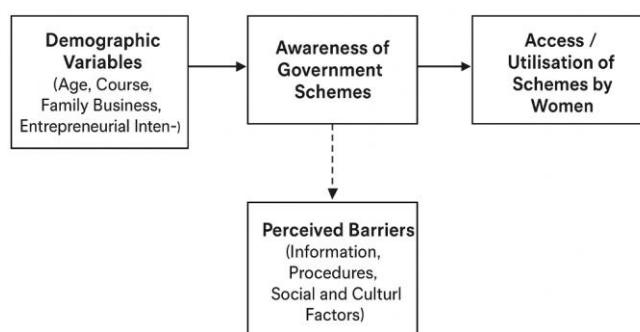 Demographic
Variables
(Age, Course,
Family Business,
Entrepreneurial Inten-)
Awareness of
Government
Schemes
Access /
Utilisation of
Schemes by
Women
Perceived Barriers
(Information,
Procedures,
Social and Culturl
Factors)